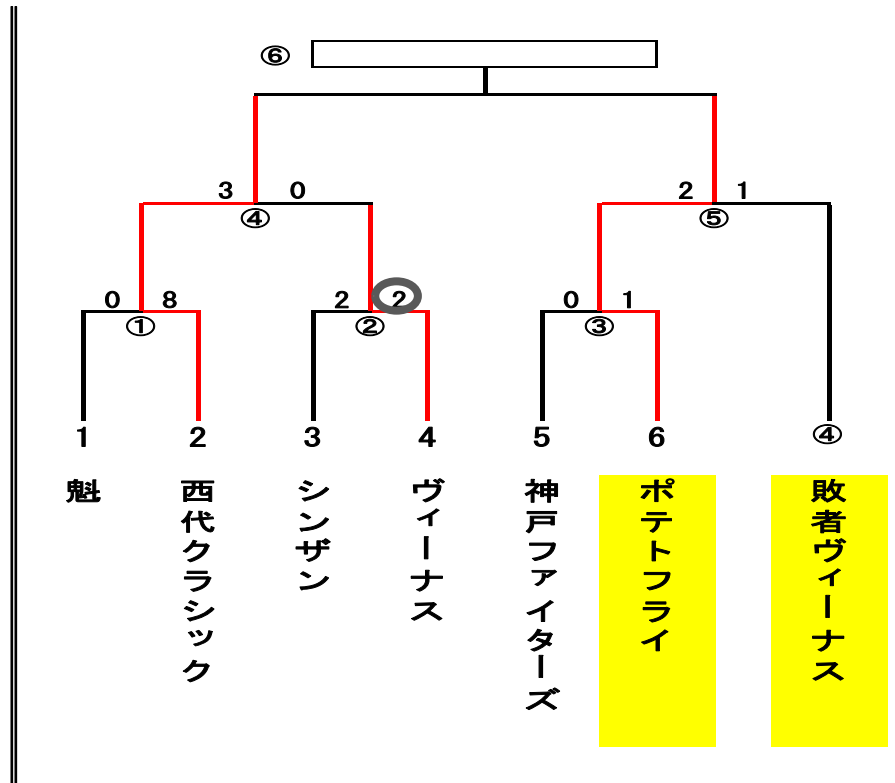 ⑥
3 0
④
2 1
⑤
0 8
①
2 2
②
0 1
③
1 2 3 4 5 6 ④
魁
西代クラシック
シンザン
ヴィーナス
神戸ファイターズ
ポテトフライ
敗者ヴィーナス